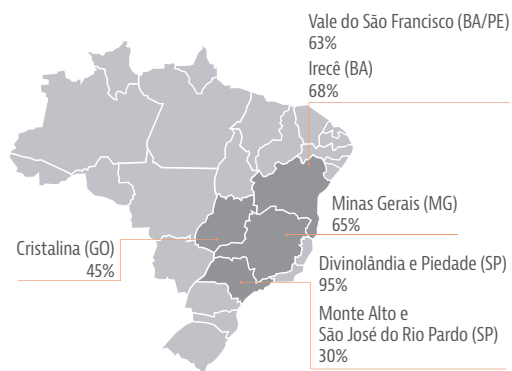 Vale do São Francisco (BA/PE)
63%
Irecê (BA)
68%
Minas Gerais (MG)
65%
Cristalina (GO)
45%
Divinolândia e Piedade (SP)
95%
Monte Alto e
São José do Rio Pardo (SP)
30%